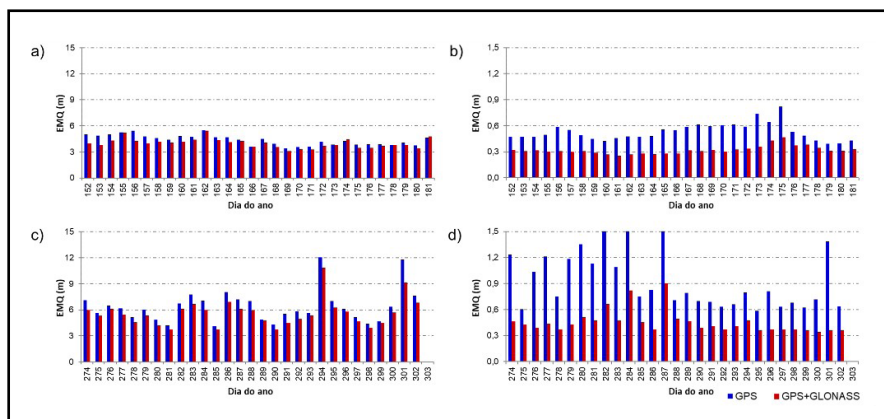 a)
15
12
9
6
3
0
EMQ (m)
152 153 154 155 156 157 158 159 160 161 162 163 164 165 166 167 168 169 170 171 172 173 174 175 176 177 178 179 180 181
Dia do ano
b)
1,5
1,2
0,9
0,6
0,3
0,0
EMQ (m)
152 153 154 155 156 157 158 159 160 161 162 163 164 165 166 167 168 169 170 171 172 173 174 175 176 177 178 179 180 181
Dia do ano
c)
15
12
9
6
3
0
EMQ (m)
274 275 276 277 278 279 280 281 282 283 284 285 286 287 288 289 290 291 292 293 294 295 296 297 298 299 300 301 302 303
Dia do ano
d)
1,5
1,2
0,9
0,6
0,3
0,0
EMQ (m)
274 275 276 277 278 279 280 281 282 283 284 285 286 287 288 289 290 291 292 293 294 295 296 297 298 299 300 301 302 303
Dia do ano
GPS
GPS+GLONASS